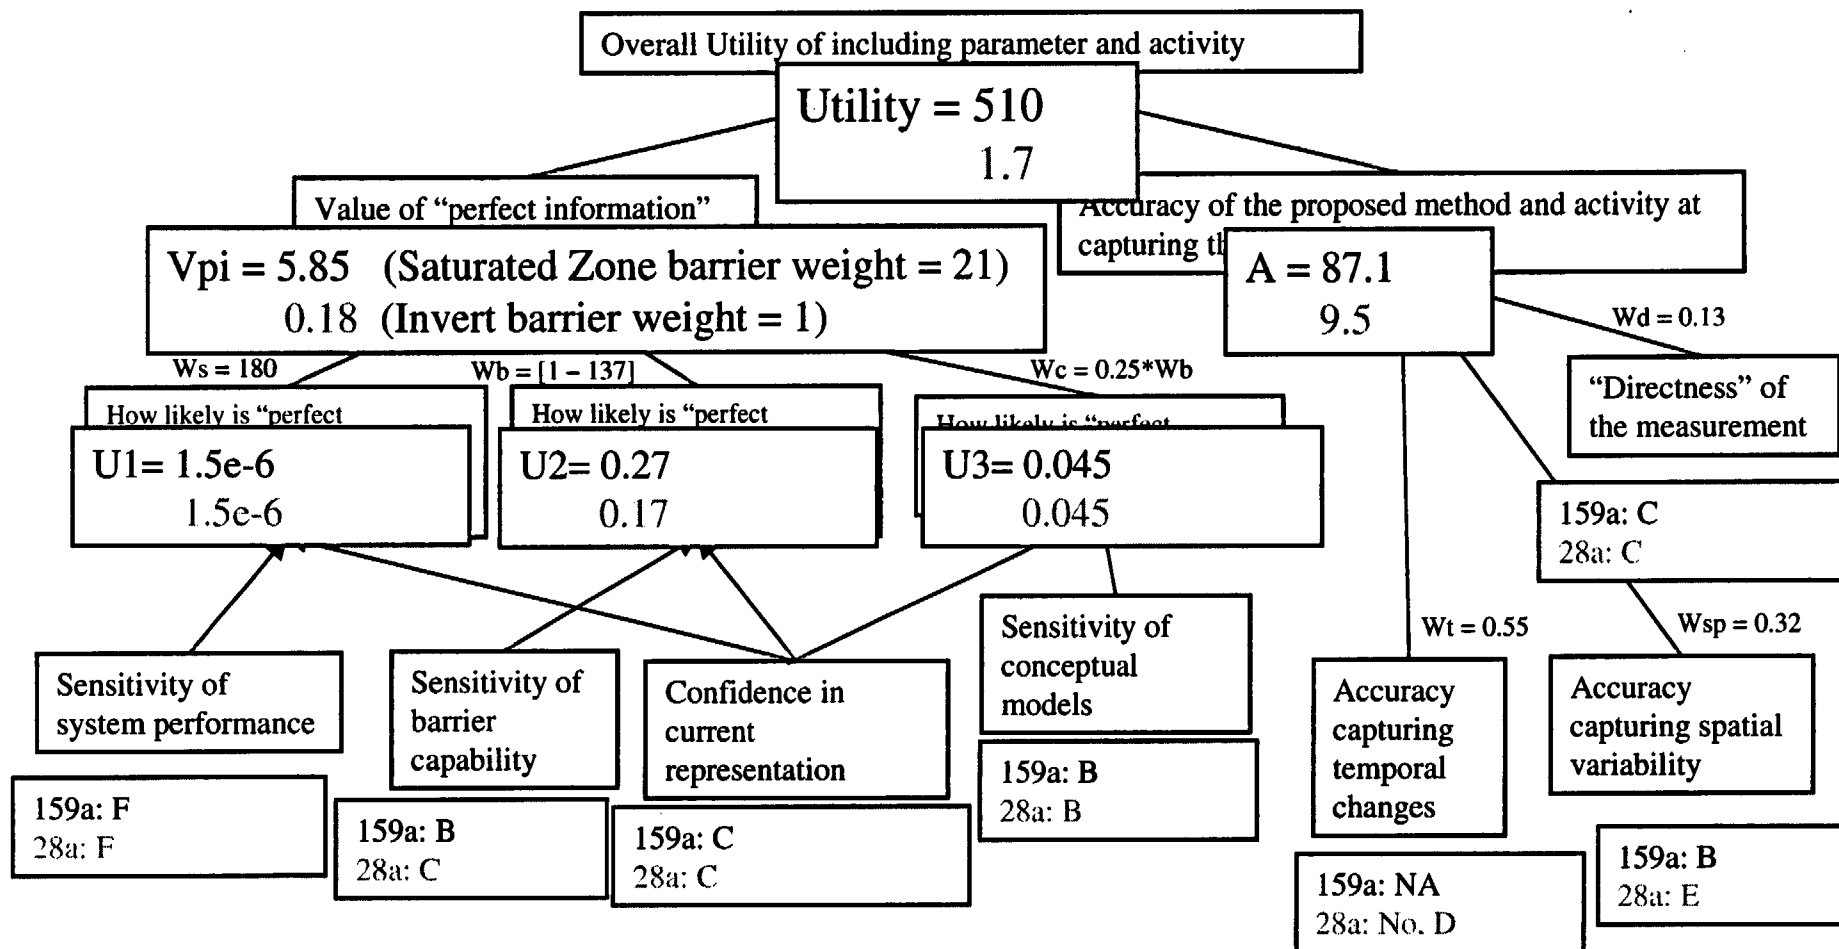 Overall Utility of including parameter and activity
Utility = 510
1.7
Value of “perfect information”
Accuracy of the proposed method and activity at
capturing
Vpi = 5.85 (Saturated Zone barrier weight = 21)
0.18 (Invert barrier weight = 1)
A = 87.1
9.5
Wd = 0.13
Ws = 180
Wb = [1 – 137]
Wc = 0.25*Wb
“Directness” of
the measurement
How likely is “perfect
How likely is “perfect
How likely is “perfect
U1= 1.5e-6
1.5e-6
U2= 0.27
0.17
U3= 0.045
0.045
159a: C
28a: C
Wt = 0.55
Wsp = 0.32
Sensitivity of
system performance
Sensitivity of
barrier
capability
Confidence in
current
representation
Sensitivity of
conceptual
models
Accuracy
capturing
temporal
changes
Accuracy
capturing spatial
variability
159a: F
28a: F
159a: B
28a: C
159a: C
28a: C
159a: B
28a: B
159a: NA
28a: No. D
159a: B
28a: E